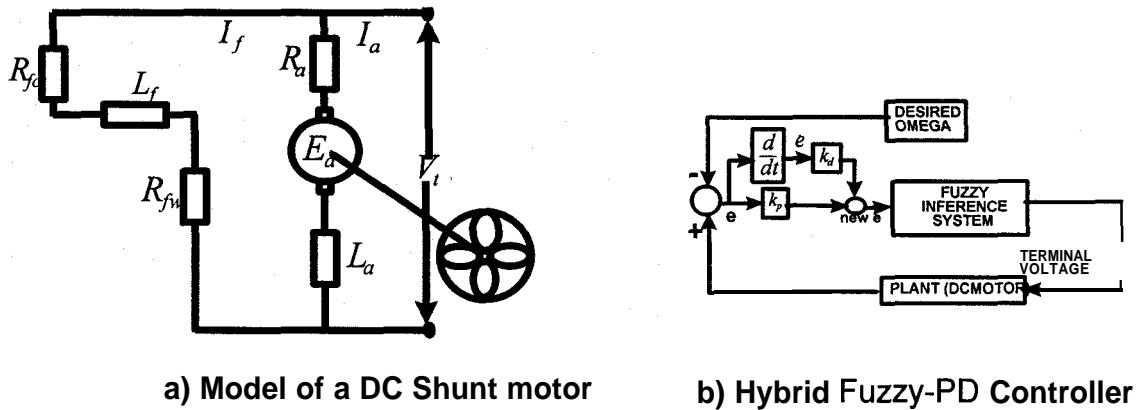 I_f
I_a
R_fc
R_a
L_f
E_a
V_t
R_fw
L_a
DESIRED
OMEGA
d
dt
e
k_d
-
e
k_p
new e
FUZZY
INFERENCE
SYSTEM
+
TERMINAL
VOLTAGE
PLANT (DCMOTOR
a) Model of a DC Shunt motor
b) Hybrid Fuzzy-PD Controller